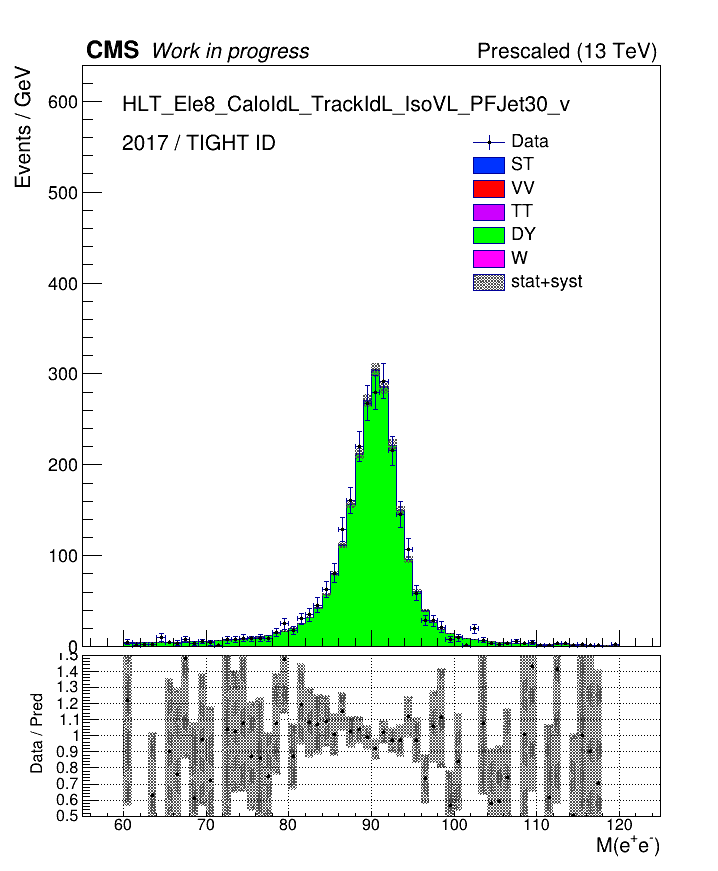 CMS Work in progress Prescaled (13 TeV)
Events / GeV
HLT_Ele8_CaloIdL_TrackIdL_IsoVL_PFJet30_v
2017 / TIGHT ID
Data
ST
VV
TT
DY
W
stat+syst
600
500
400
300
200
100
0
Data / Pred
1.5
1.4
1.3
1.2
1.1
1
0.9
0.8
0.7
0.6
0.5
60 70 80 90 100 110 120
M(e⁺e⁻)